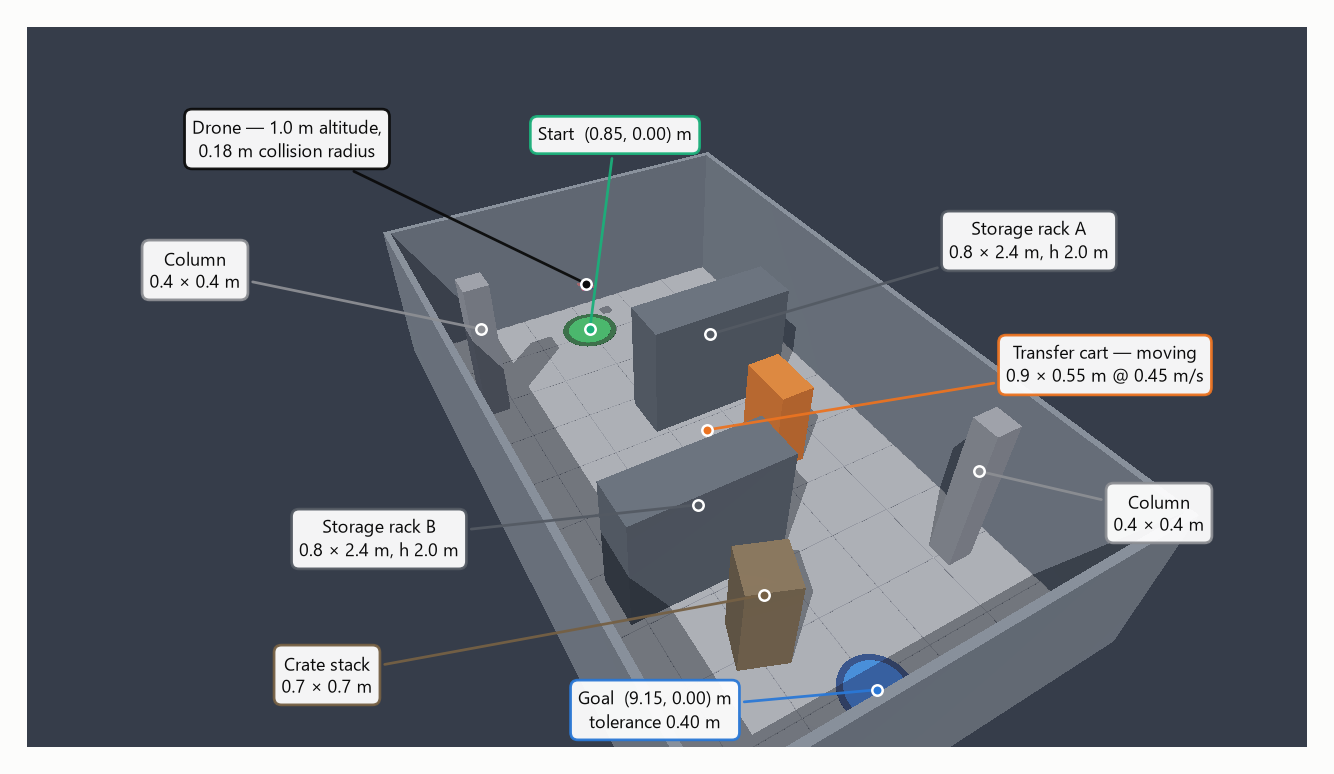 Drone — 1.0 m altitude,
0.18 m collision radius
Start (0.85, 0.00) m
Column
0.4 × 0.4 m
Storage rack A
0.8 × 2.4 m, h 2.0 m
Transfer cart — moving
0.9 × 0.55 m @ 0.45 m/s
Column
0.4 × 0.4 m
Storage rack B
0.8 × 2.4 m, h 2.0 m
Crate stack
0.7 × 0.7 m
Goal (9.15, 0.00) m
tolerance 0.40 m